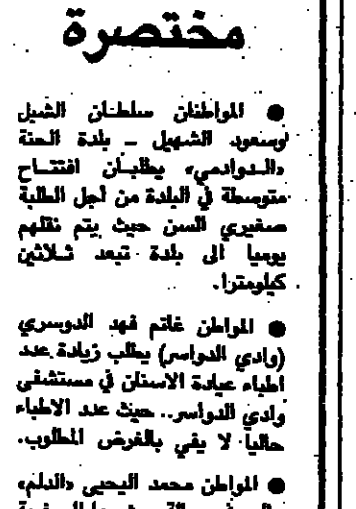 مختصرة
● المواطنان سلطان الشبل
وسعود الشهيل ـ بلدة الحنة
«الدوادمي» يطلبان افتتاح
متوسطة في البلدة من أجل الطلبة
صغيري السن حيث يتم نقلهم
يوميا الى بلدة تبعد ثلاثين
كيلومترا.
● المواطن غانم فهد الدوسري
(وادي الدواسر) يطلب زيادة عدد
اطباء عيادة الاسنان في مستشفى
وادي الدواسر.. حيث عدد الاطباء
حاليا لا يفي بالغرض المطلوب.
● المواطن محمد اليحيى «الدلم»